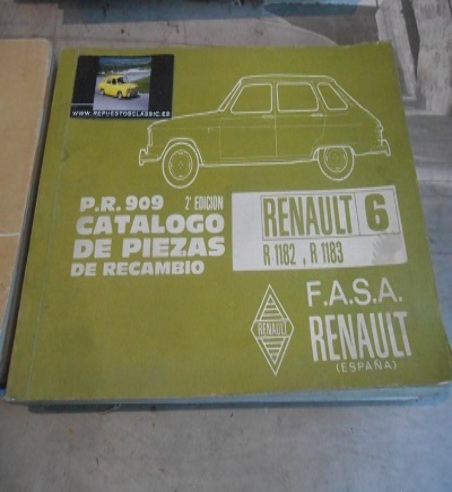 WWW.REPUESTOSCLASSIC.ES
P.R. 909 2ª EDICION
CATALOGO
DE PIEZAS
DE RECAMBIO
RENAULT 6
R 1182 , R 1183
RENAULT
F.A.S.A.
RENAULT
(ESPAÑA)